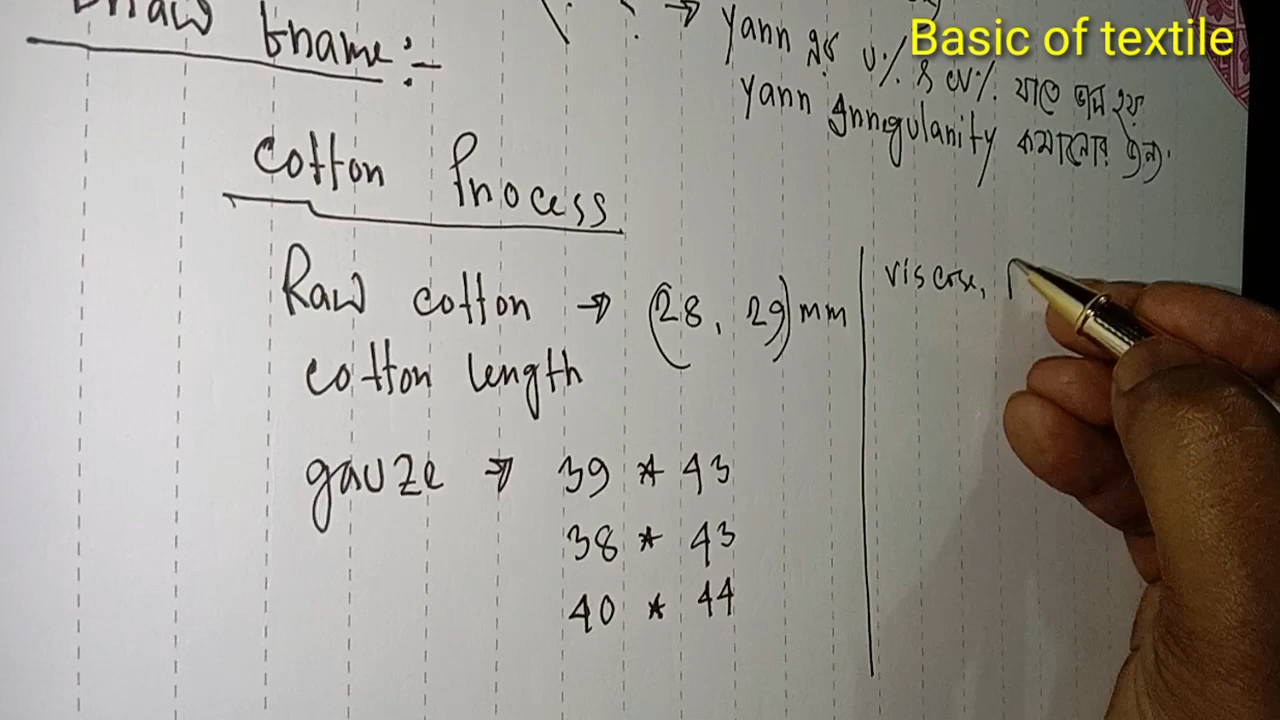 Draw frame:-
→ Yarn এর U% & CV% যাতে ভাল হয়
Yarn Irregularity কমানোর জন্য.
Basic of textile
Cotton Process
Raw cotton → (28, 29) mm
cotton length
gauze → 39 * 43
38 * 43
40 * 44
viscose,